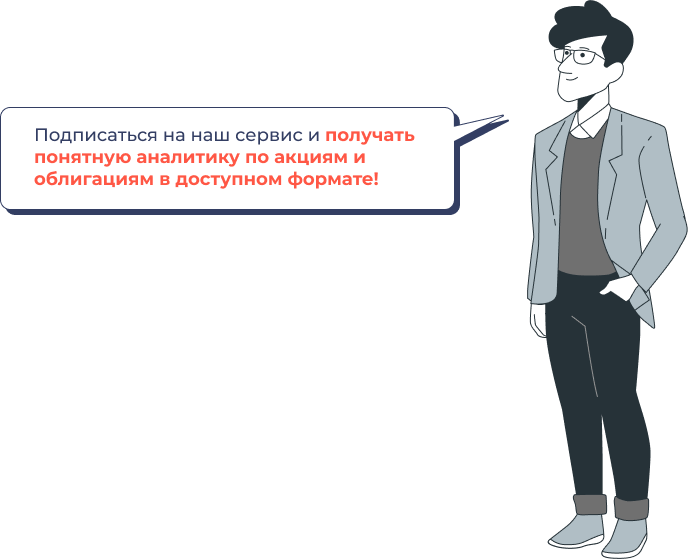 Подписаться на наш сервис и получать
понятную аналитику по акциям и
облигациям в доступном формате!